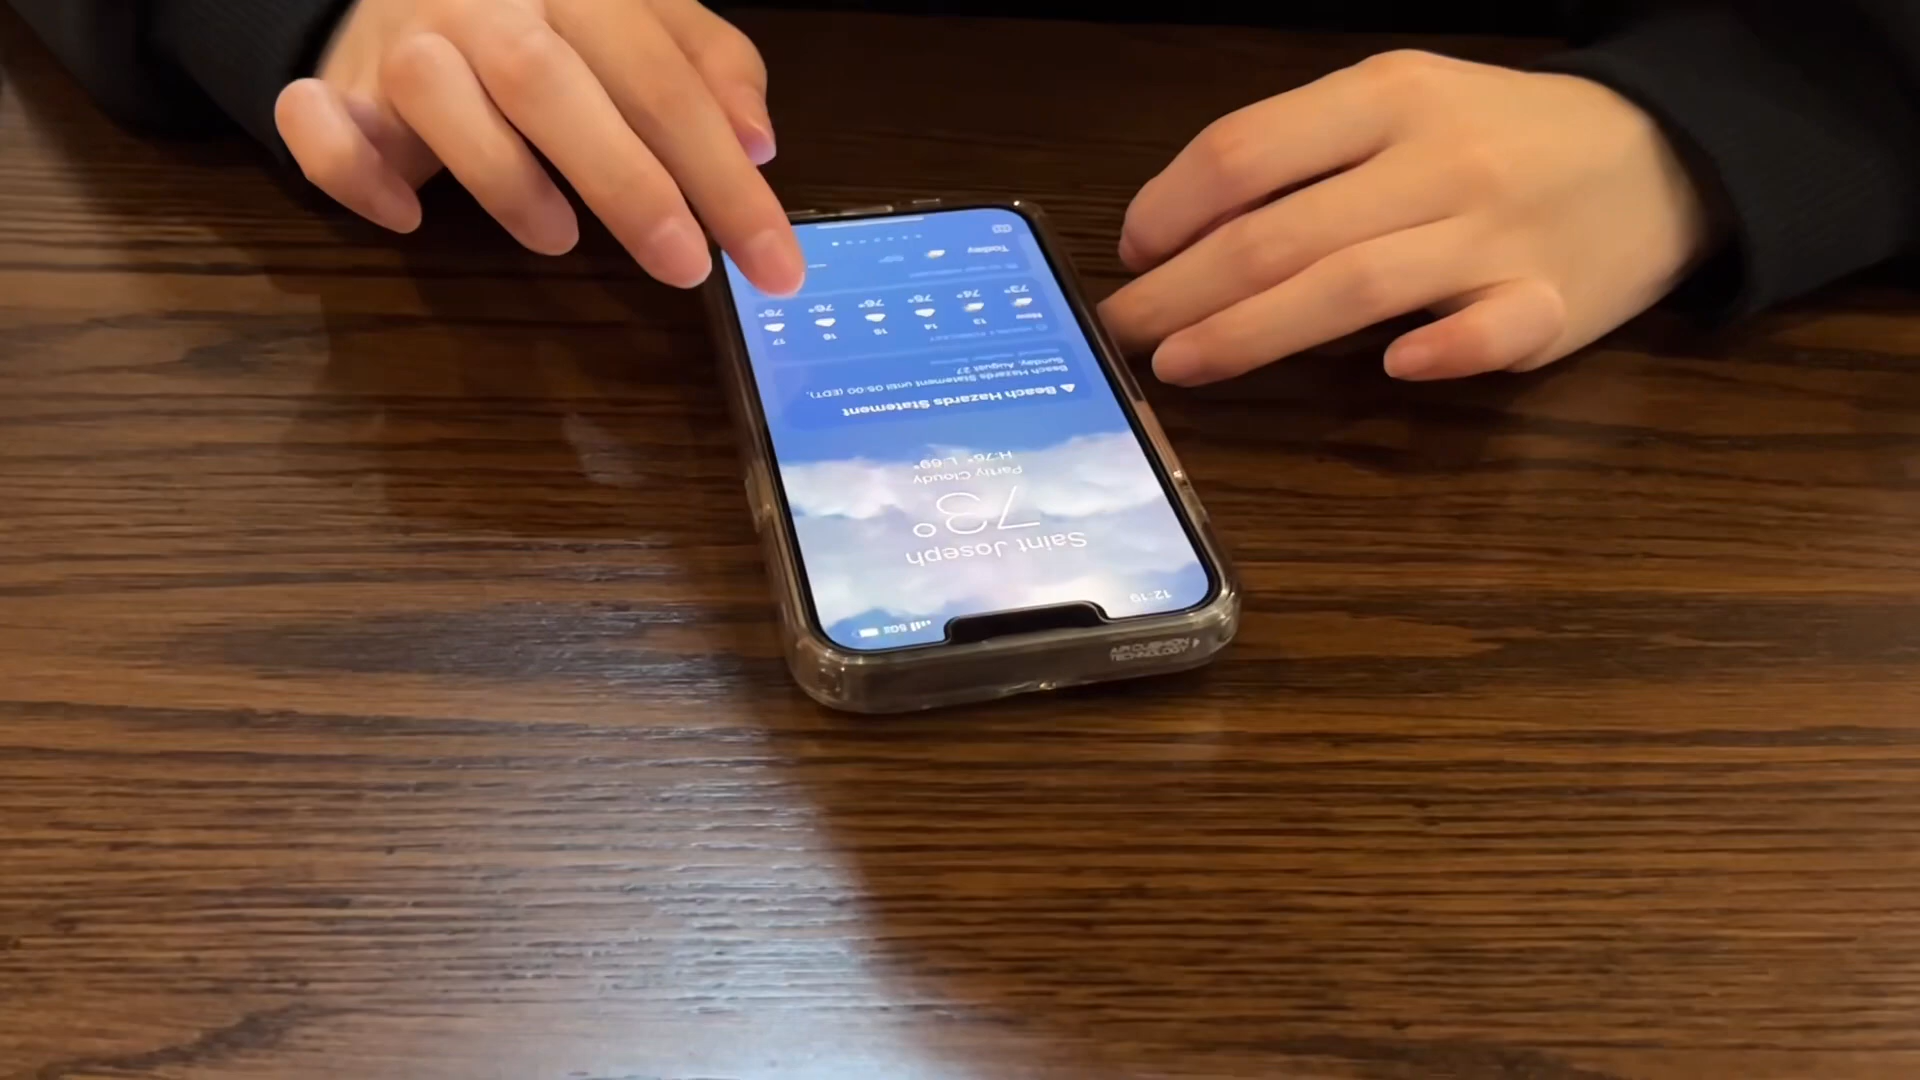 12:19
5G
Saint Joseph
73°
Partly Cloudy
H:76° L:69°
Beach Hazards Statement
Beach Hazards Statement until 05:00 (EDT),
Sunday, August 27.
Now 13 14 15 16 17
73° 74° 75° 76° 76° 75°
Today
AIR CUSHION
TECHNOLOGY